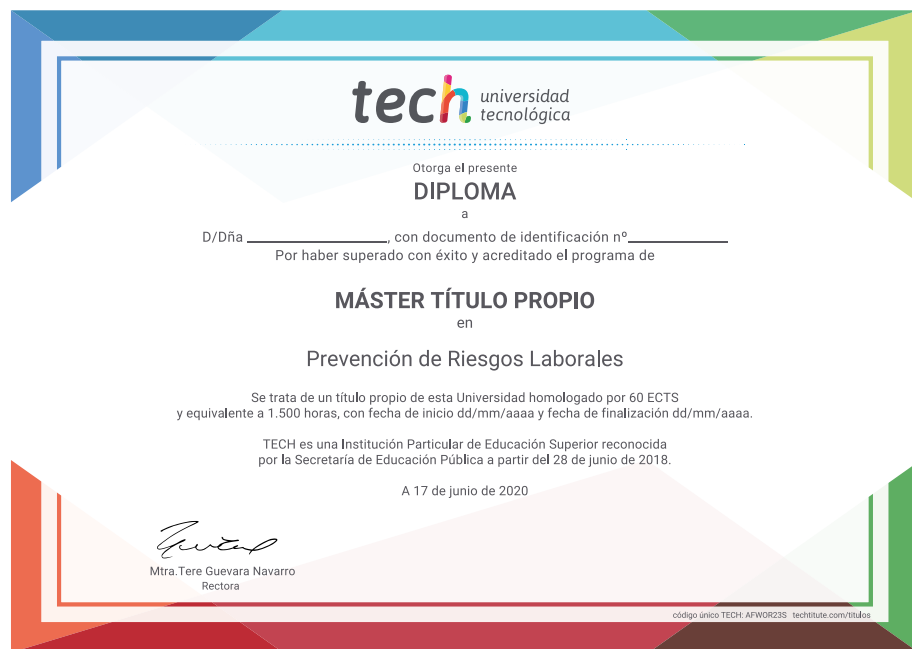 tech universidad
tecnológica
Otorga el presente
DIPLOMA
a
D/Dña ______________, con documento de identificación nº__________
Por haber superado con éxito y acreditado el programa de
MÁSTER TÍTULO PROPIO
en
Prevención de Riesgos Laborales
Se trata de un título propio de esta Universidad homologado por 60 ECTS
y equivalente a 1.500 horas, con fecha de inicio dd/mm/aaaa y fecha de finalización dd/mm/aaaa.
TECH es una Institución Particular de Educación Superior reconocida
por la Secretaría de Educación Pública a partir del 28 de junio de 2018.
A 17 de junio de 2020
Mtra.Tere Guevara Navarro
Rectora
código único TECH: AFWOR23S techtitute.com/titulos